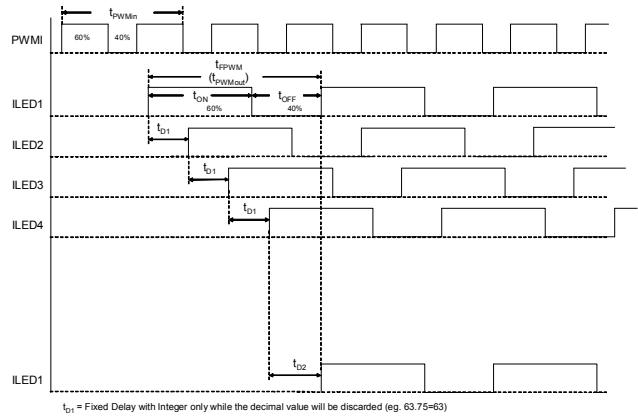 tPWMin
PWMI
60%
40%
tFPWM
(tPWMout)
tON
tOFF
60%
40%
ILED1
tD1
ILED2
tD1
ILED3
tD1
ILED4
tD2
ILED1
tD1 = Fixed Delay with Integer only while the decimal value will be discarded (eg. 63.75=63)